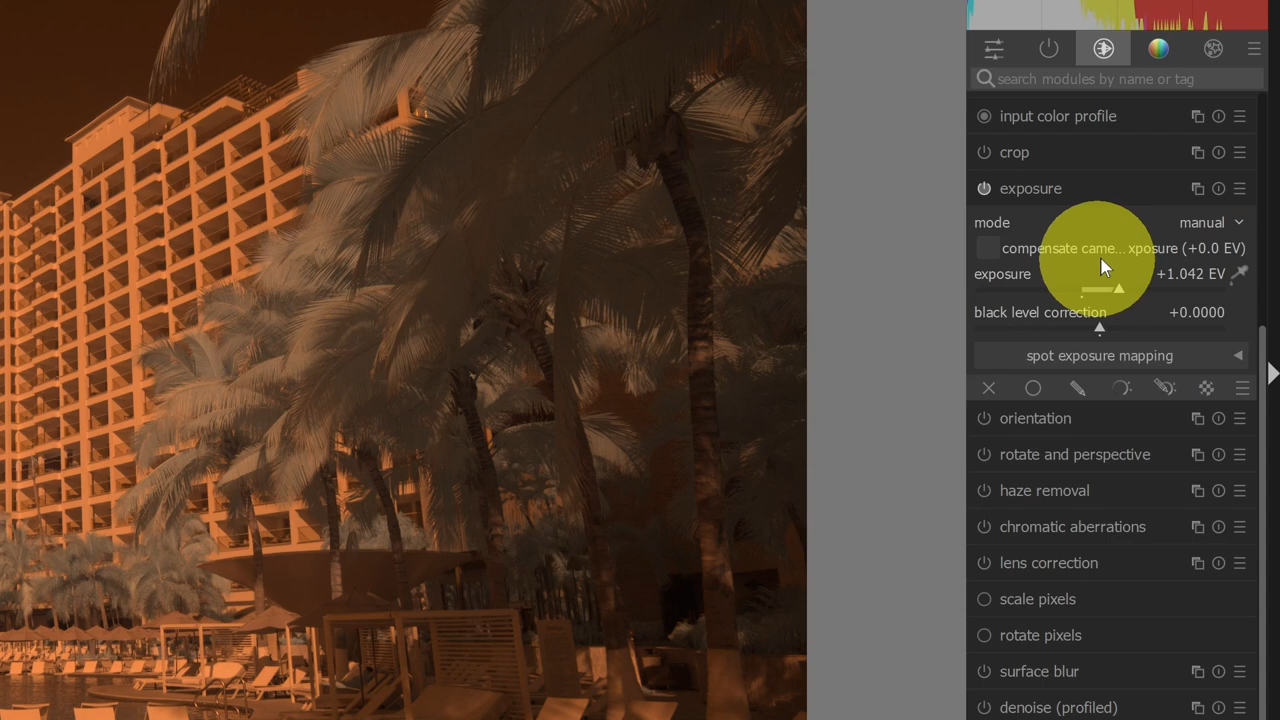 search modules by name or tag
input color profile
crop
exposure
mode manual
compensate came...xposure (+0.0 EV)
exposure +1.042 EV
black level correction +0.0000
spot exposure mapping
orientation
rotate and perspective
haze removal
chromatic aberrations
lens correction
scale pixels
rotate pixels
surface blur
denoise (profiled)